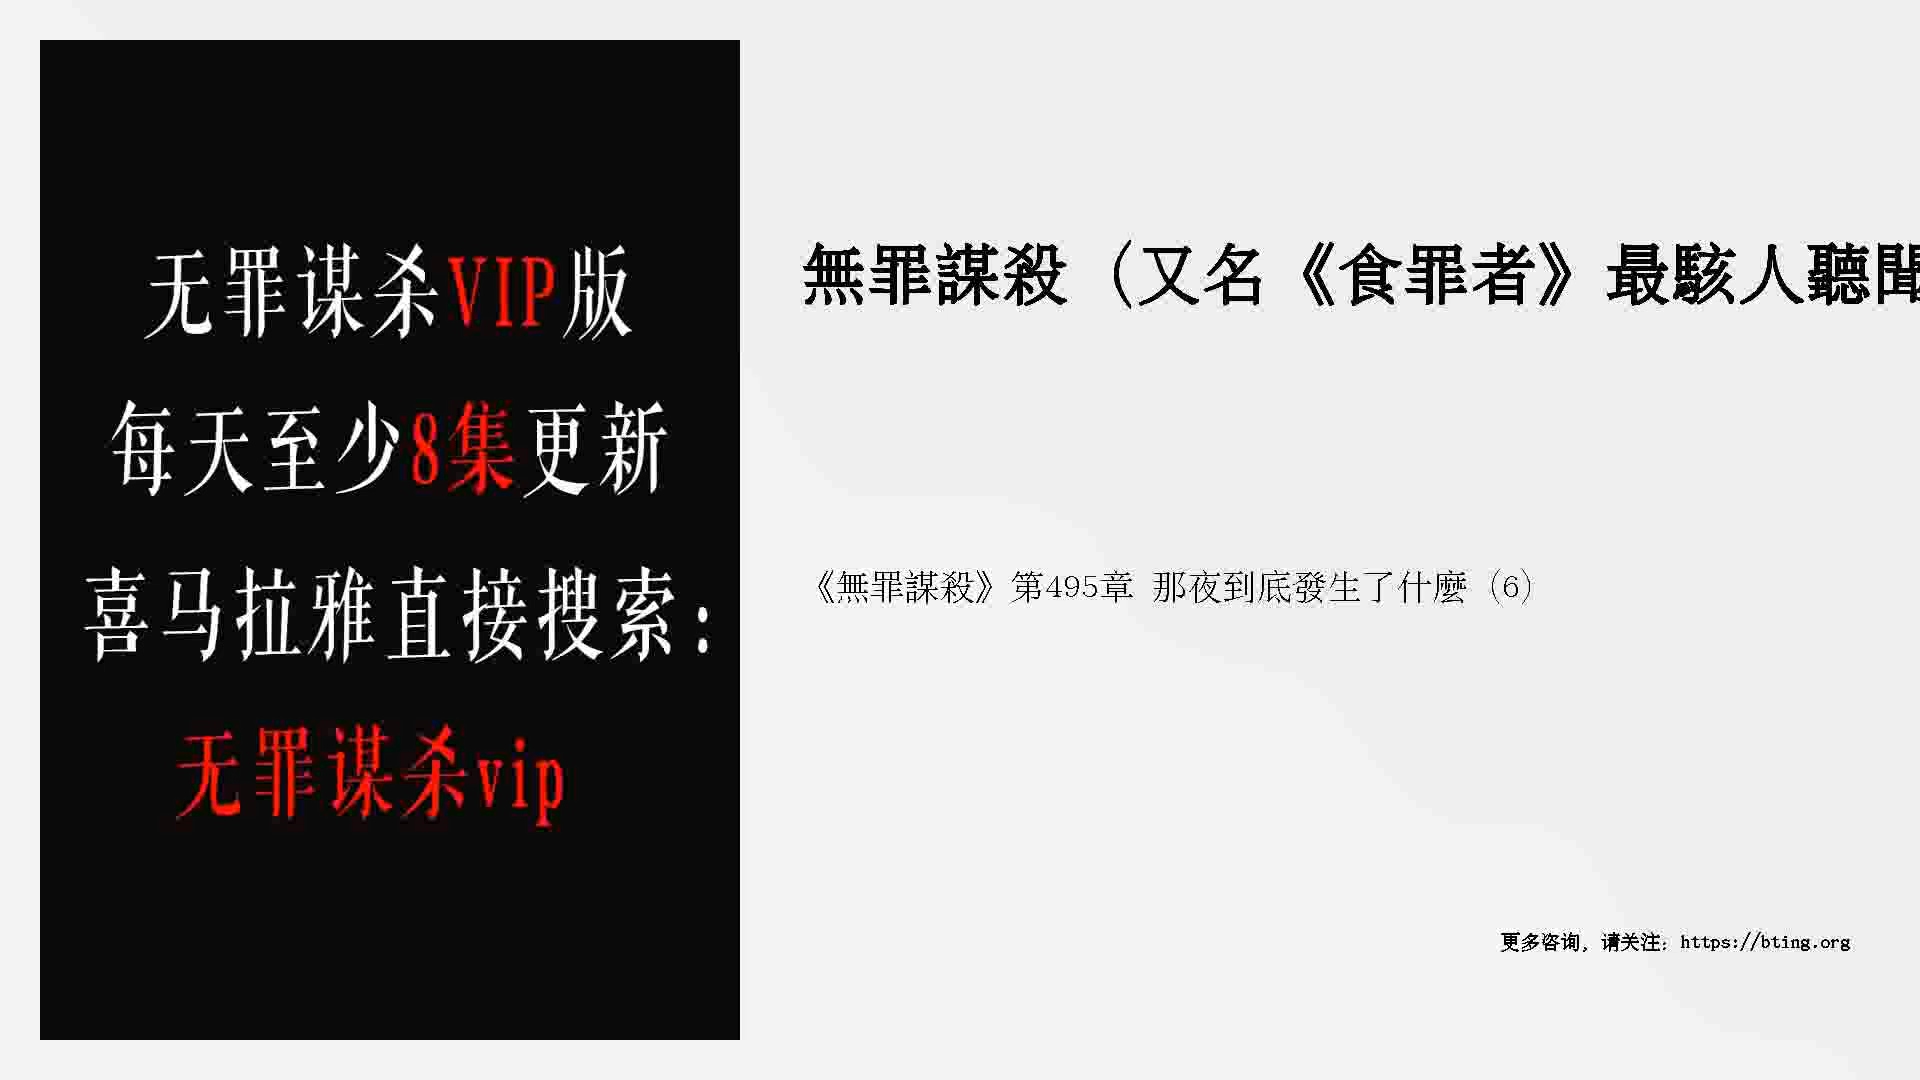 无罪谋杀VIP版
每天至少8集更新
喜马拉雅直接搜索:
无罪谋杀vip
無罪謀殺（又名《食罪者》最駭人聽聞
《無罪謀殺》第495章 那夜到底發生了什麼（6）
更多咨询，请关注：https://bting.org